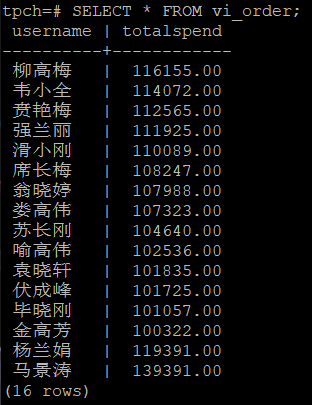 tpch=# SELECT * FROM vi_order;
username | totalspend
----------+------------
柳高梅 | 116155.00
韦小全 | 114072.00
贲艳梅 | 112565.00
强兰丽 | 111925.00
滑小刚 | 110089.00
席长梅 | 108247.00
翁晓婷 | 107988.00
娄高伟 | 107323.00
苏长刚 | 104640.00
喻高伟 | 102536.00
袁晓轩 | 101835.00
伏成峰 | 101725.00
毕晓刚 | 101057.00
金高芳 | 100322.00
杨兰娟 | 119391.00
马景涛 | 139391.00
(16 rows)